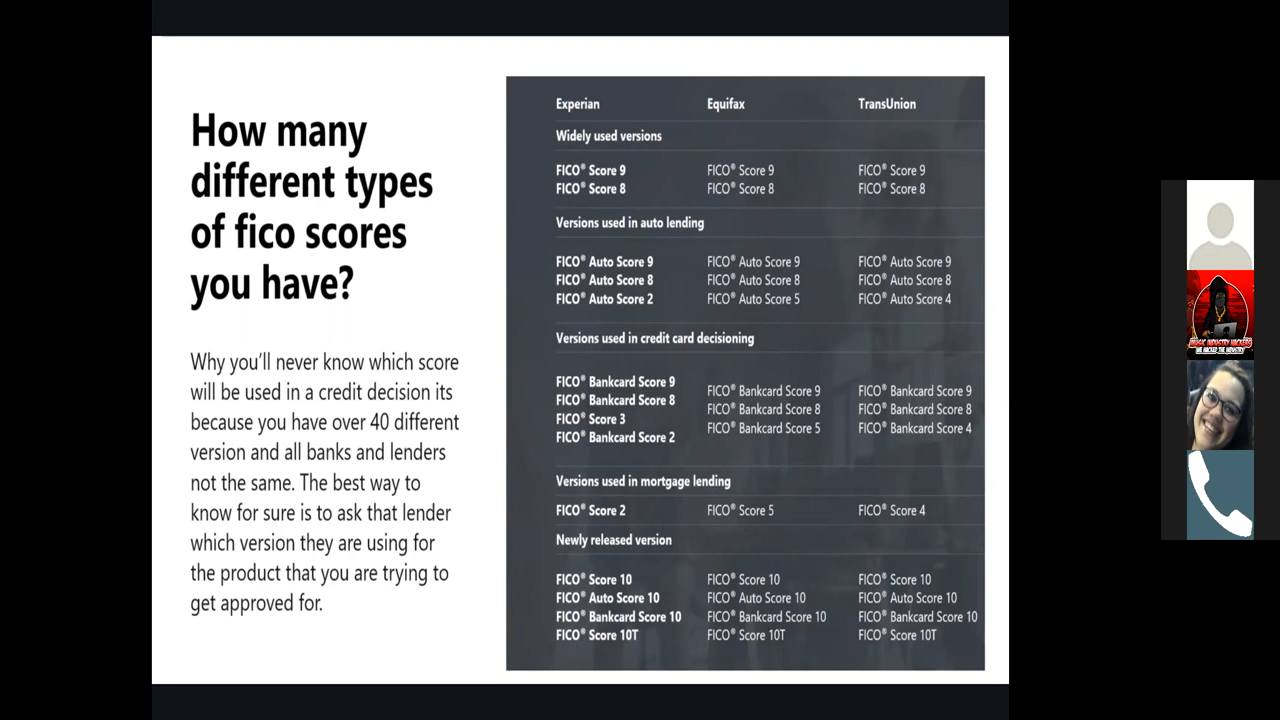 How many
different types
of fico scores
you have?
Why you'll never know which score
will be used in a credit decision its
because you have over 40 different
version and all banks and lenders
not the same. The best way to
know for sure is to ask that lender
which version they are using for
the product that you are trying to
get approved for.
Experian Equifax TransUnion
Widely used versions
FICO® Score 9 FICO® Score 9 FICO® Score 9
FICO® Score 8 FICO® Score 8 FICO® Score 8
Versions used in auto lending
FICO® Auto Score 9 FICO® Auto Score 9 FICO® Auto Score 9
FICO® Auto Score 8 FICO® Auto Score 8 FICO® Auto Score 8
FICO® Auto Score 2 FICO® Auto Score 5 FICO® Auto Score 4
Versions used in credit card decisioning
FICO® Bankcard Score 9 FICO® Bankcard Score 9 FICO® Bankcard Score 9
FICO® Bankcard Score 8 FICO® Bankcard Score 8 FICO® Bankcard Score 8
FICO® Score 3 FICO® Bankcard Score 5 FICO® Bankcard Score 4
FICO® Bankcard Score 2
Versions used in mortgage lending
FICO® Score 2 FICO® Score 5 FICO® Score 4
Newly released version
FICO® Score 10 FICO® Score 10 FICO® Score 10
FICO® Auto Score 10 FICO® Auto Score 10 FICO® Auto Score 10
FICO® Bankcard Score 10 FICO® Bankcard Score 10 FICO® Bankcard Score 10
FICO® Score 10T FICO® Score 10T FICO® Score 10T
MUSIC INDUSTRY HACKERS
WE HACKED THE INDUSTRY